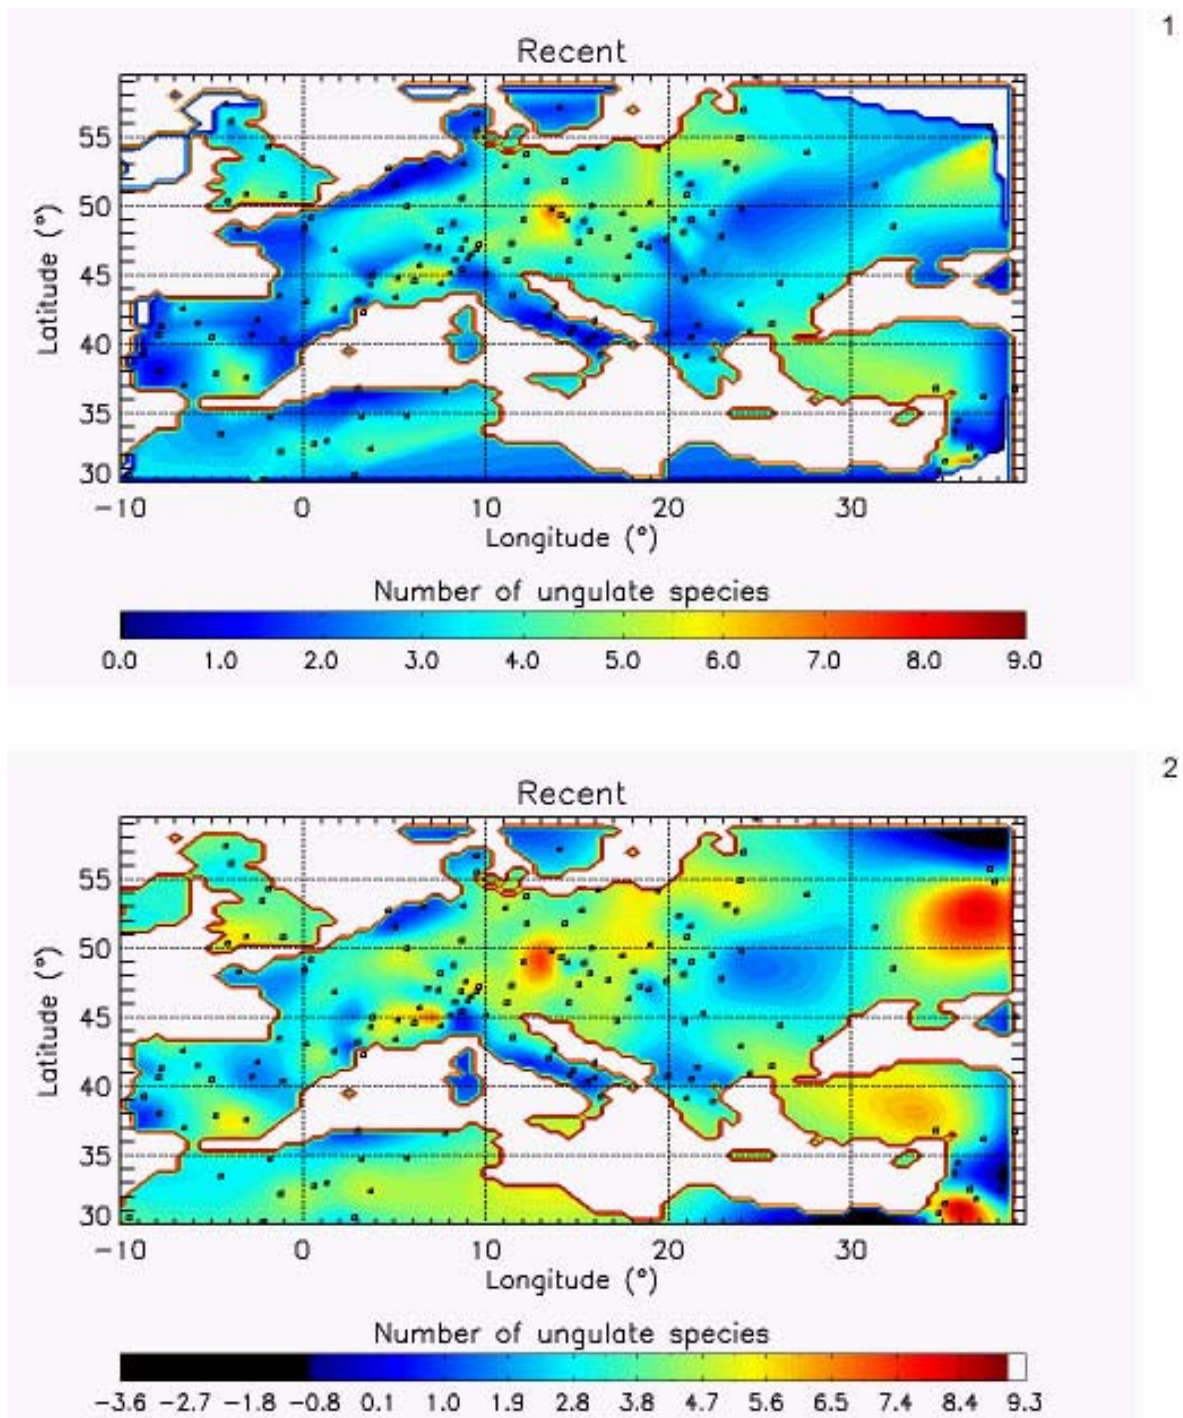 1
Recent
55
50
45
40
35
30
Latitude (°)
-10 0 10 20 30
Longitude (°)
Number of ungulate species
0.0 1.0 2.0 3.0 4.0 5.0 6.0 7.0 8.0 9.0
2
Recent
55
50
45
40
35
30
Latitude (°)
-10 0 10 20 30
Longitude (°)
Number of ungulate species
-3.6 -2.7 -1.8 -0.8 0.1 1.0 1.9 2.8 3.8 4.7 5.6 6.5 7.4 8.4 9.3